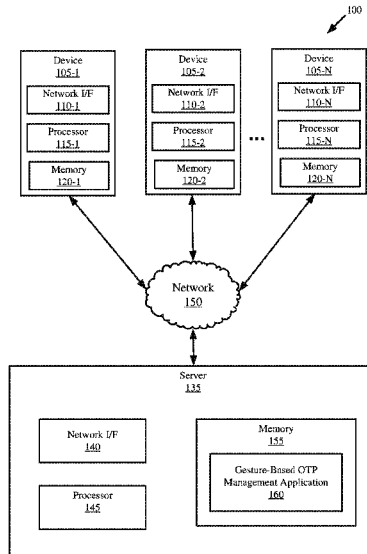 100
Device
105-1
Network I/F
110-1
Processor
115-1
Memory
120-1
Device
105-2
Network I/F
110-2
Processor
115-2
Memory
120-2
...
Device
105-N
Network I/F
110-N
Processor
115-N
Memory
120-N
Network
150
Server
135
Network I/F
140
Processor
145
Memory
155
Gesture-Based OTP
Management Application
160